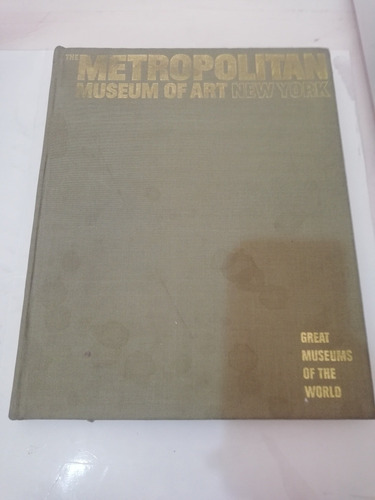 THE METROPOLITAN
MUSEUM OF ART NEW YORK
GREAT
MUSEUMS
OF THE
WORLD